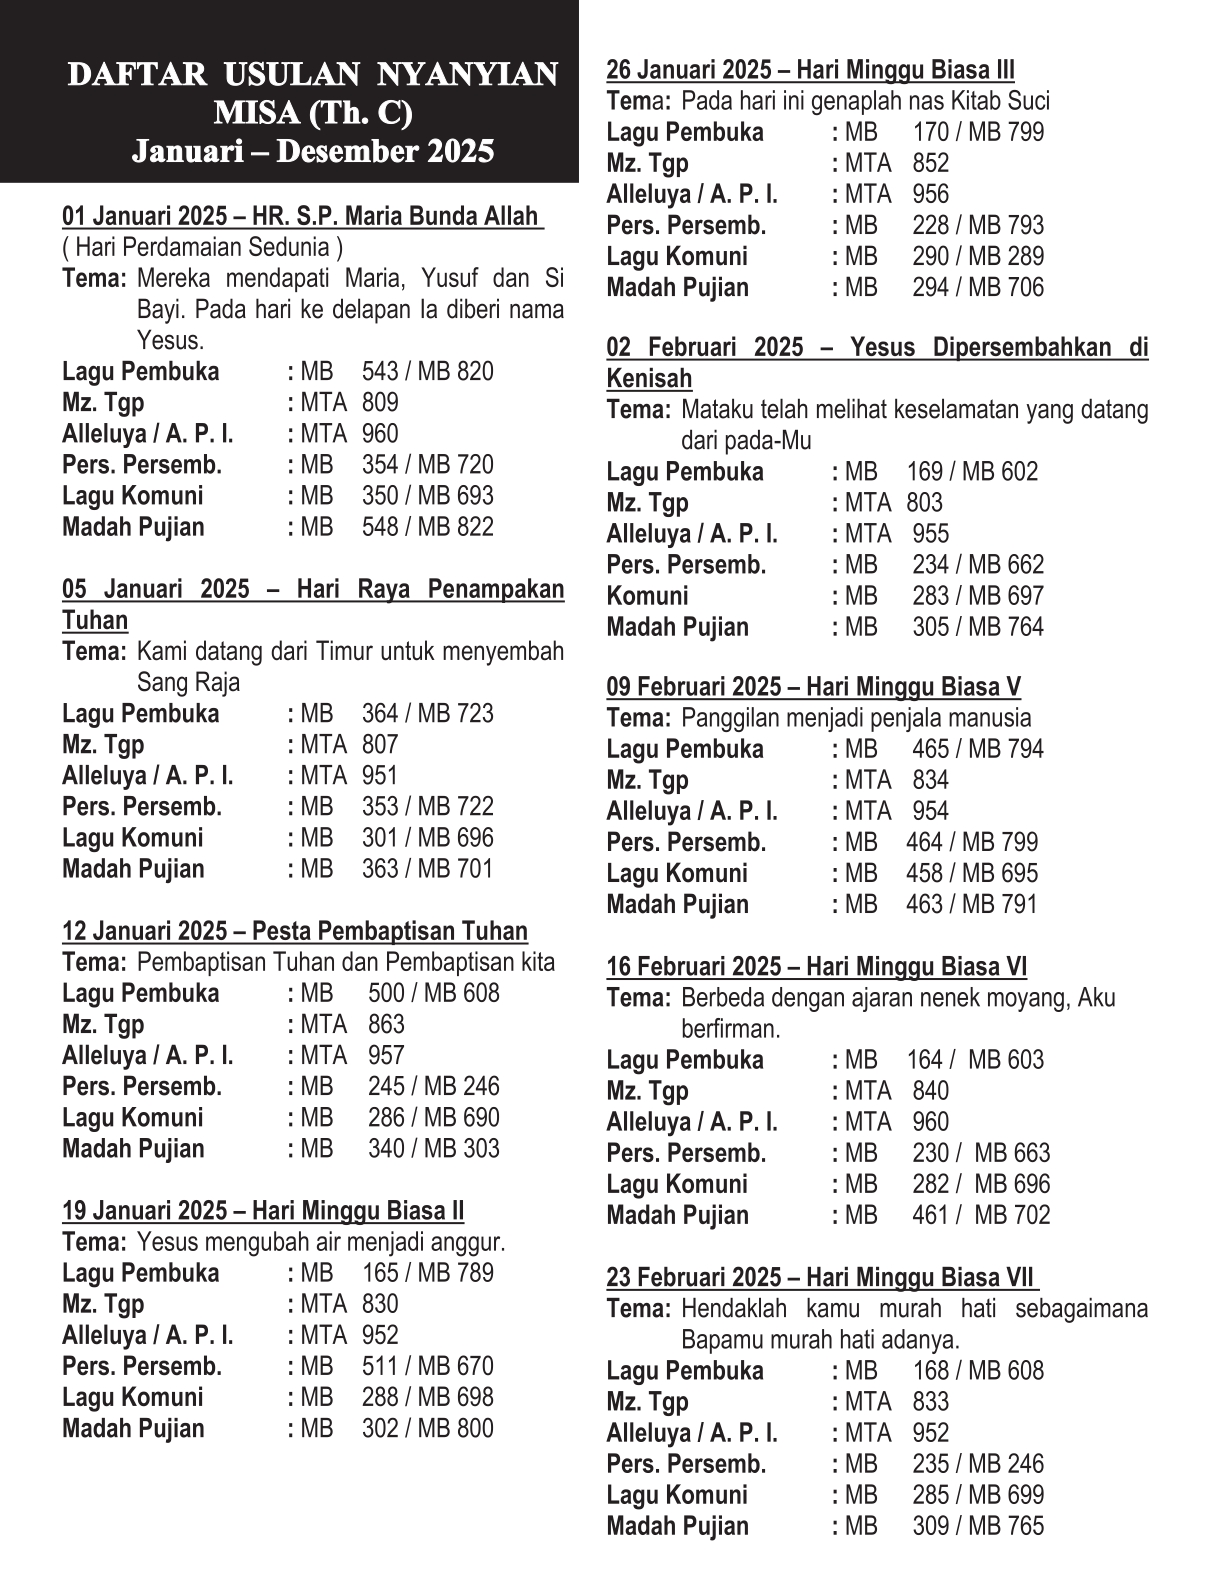 DAFTAR USULAN NYANYIAN
MISA (Th. C)
Januari – Desember 2025
01 Januari 2025 – HR. S.P. Maria Bunda Allah
( Hari Perdamaian Sedunia )
Tema: Mereka mendapati Maria, Yusuf dan Si
Bayi. Pada hari ke delapan Ia diberi nama
Yesus.
Lagu Pembuka : MB 543 / MB 820
Mz. Tgp : MTA 809
Alleluya / A. P. I. : MTA 960
Pers. Persemb. : MB 354 / MB 720
Lagu Komuni : MB 350 / MB 693
Madah Pujian : MB 548 / MB 822
05 Januari 2025 – Hari Raya Penampakan
Tuhan
Tema: Kami datang dari Timur untuk menyembah
Sang Raja
Lagu Pembuka : MB 364 / MB 723
Mz. Tgp : MTA 807
Alleluya / A. P. I. : MTA 951
Pers. Persemb. : MB 353 / MB 722
Lagu Komuni : MB 301 / MB 696
Madah Pujian : MB 363 / MB 701
12 Januari 2025 – Pesta Pembaptisan Tuhan
Tema: Pembaptisan Tuhan dan Pembaptisan kita
Lagu Pembuka : MB 500 / MB 608
Mz. Tgp : MTA 863
Alleluya / A. P. I. : MTA 957
Pers. Persemb. : MB 245 / MB 246
Lagu Komuni : MB 286 / MB 690
Madah Pujian : MB 340 / MB 303
19 Januari 2025 – Hari Minggu Biasa II
Tema: Yesus mengubah air menjadi anggur.
Lagu Pembuka : MB 165 / MB 789
Mz. Tgp : MTA 830
Alleluya / A. P. I. : MTA 952
Pers. Persemb. : MB 511 / MB 670
Lagu Komuni : MB 288 / MB 698
Madah Pujian : MB 302 / MB 800
26 Januari 2025 – Hari Minggu Biasa III
Tema: Pada hari ini genaplah nas Kitab Suci
Lagu Pembuka : MB 170 / MB 799
Mz. Tgp : MTA 852
Alleluya / A. P. I. : MTA 956
Pers. Persemb. : MB 228 / MB 793
Lagu Komuni : MB 290 / MB 289
Madah Pujian : MB 294 / MB 706
02 Februari 2025 – Yesus Dipersembahkan di
Kenisah
Tema: Mataku telah melihat keselamatan yang datang
dari pada-Mu
Lagu Pembuka : MB 169 / MB 602
Mz. Tgp : MTA 803
Alleluya / A. P. I. : MTA 955
Pers. Persemb. : MB 234 / MB 662
Komuni : MB 283 / MB 697
Madah Pujian : MB 305 / MB 764
09 Februari 2025 – Hari Minggu Biasa V
Tema: Panggilan menjadi penjala manusia
Lagu Pembuka : MB 465 / MB 794
Mz. Tgp : MTA 834
Alleluya / A. P. I. : MTA 954
Pers. Persemb. : MB 464 / MB 799
Lagu Komuni : MB 458 / MB 695
Madah Pujian : MB 463 / MB 791
16 Februari 2025 – Hari Minggu Biasa VI
Tema: Berbeda dengan ajaran nenek moyang, Aku
berfirman.
Lagu Pembuka : MB 164 / MB 603
Mz. Tgp : MTA 840
Alleluya / A. P. I. : MTA 960
Pers. Persemb. : MB 230 / MB 663
Lagu Komuni : MB 282 / MB 696
Madah Pujian : MB 461 / MB 702
23 Februari 2025 – Hari Minggu Biasa VII
Tema: Hendaklah kamu murah hati sebagaimana
Bapamu murah hati adanya.
Lagu Pembuka : MB 168 / MB 608
Mz. Tgp : MTA 833
Alleluya / A. P. I. : MTA 952
Pers. Persemb. : MB 235 / MB 246
Lagu Komuni : MB 285 / MB 699
Madah Pujian : MB 309 / MB 765